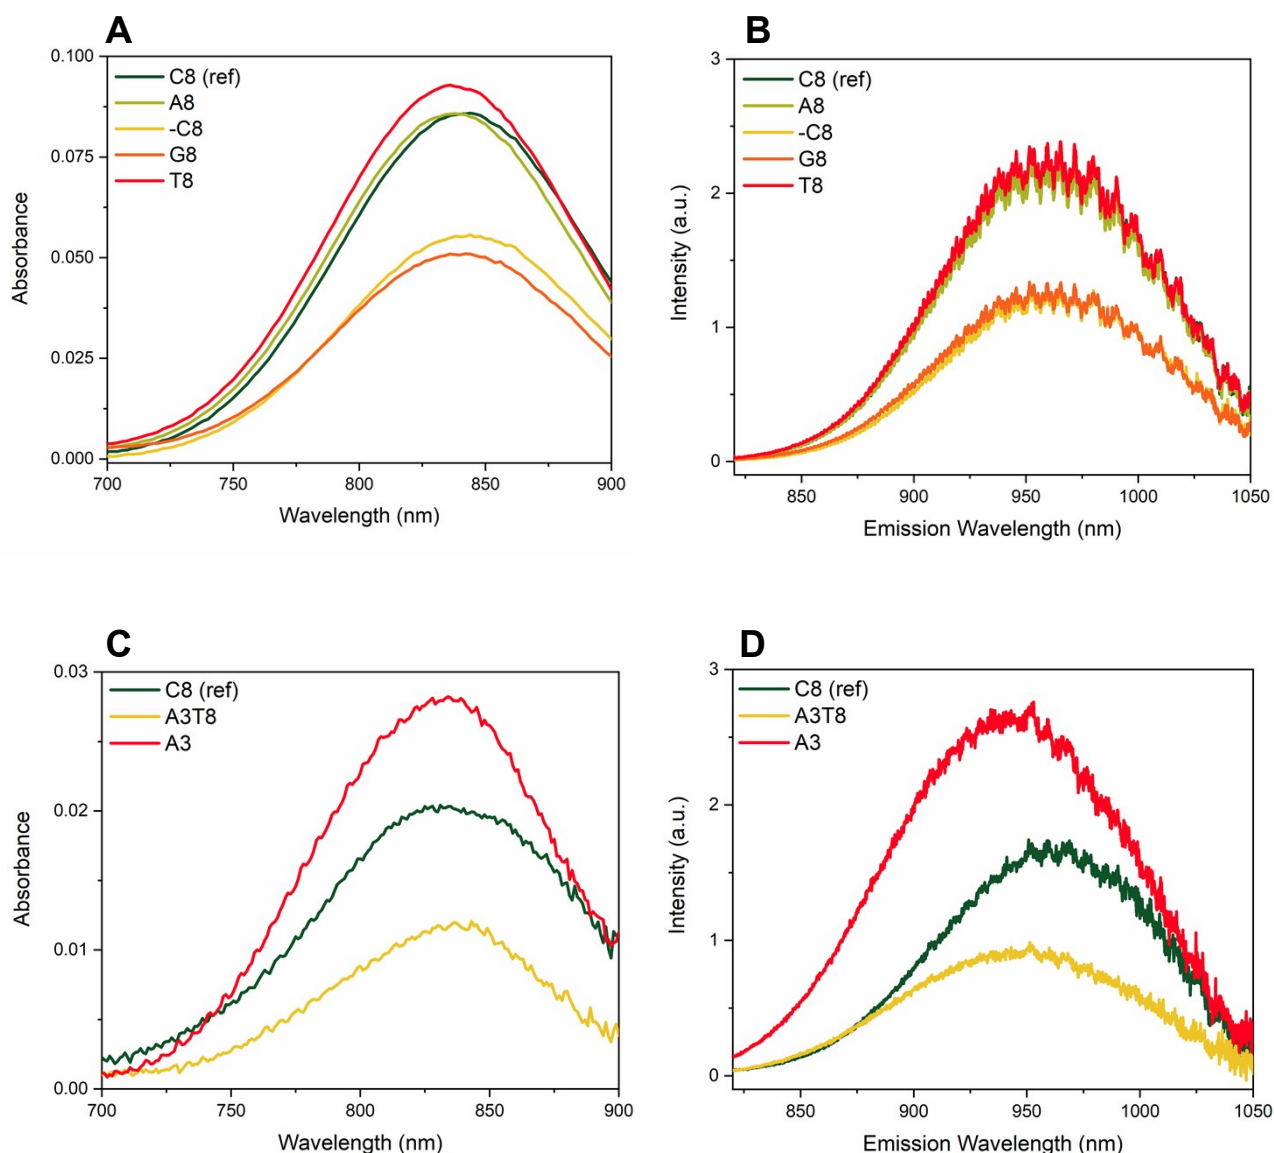 A
0.100
0.075
0.050
0.025
0.000
Absorbance
C8 (ref)
A8
-C8
G8
T8
700 750 800 850 900
Wavelength (nm)
B
3
2
1
0
Intensity (a.u.)
C8 (ref)
A8
-C8
G8
T8
850 900 950 1000 1050
Emission Wavelength (nm)
C
0.03
0.02
0.01
0.00
Absorbance
C8 (ref)
A3T8
A3
700 750 800 850 900
Wavelength (nm)
D
3
2
1
0
Intensity (a.u.)
C8 (ref)
A3T8
A3
850 900 950 1000 1050
Emission Wavelength (nm)